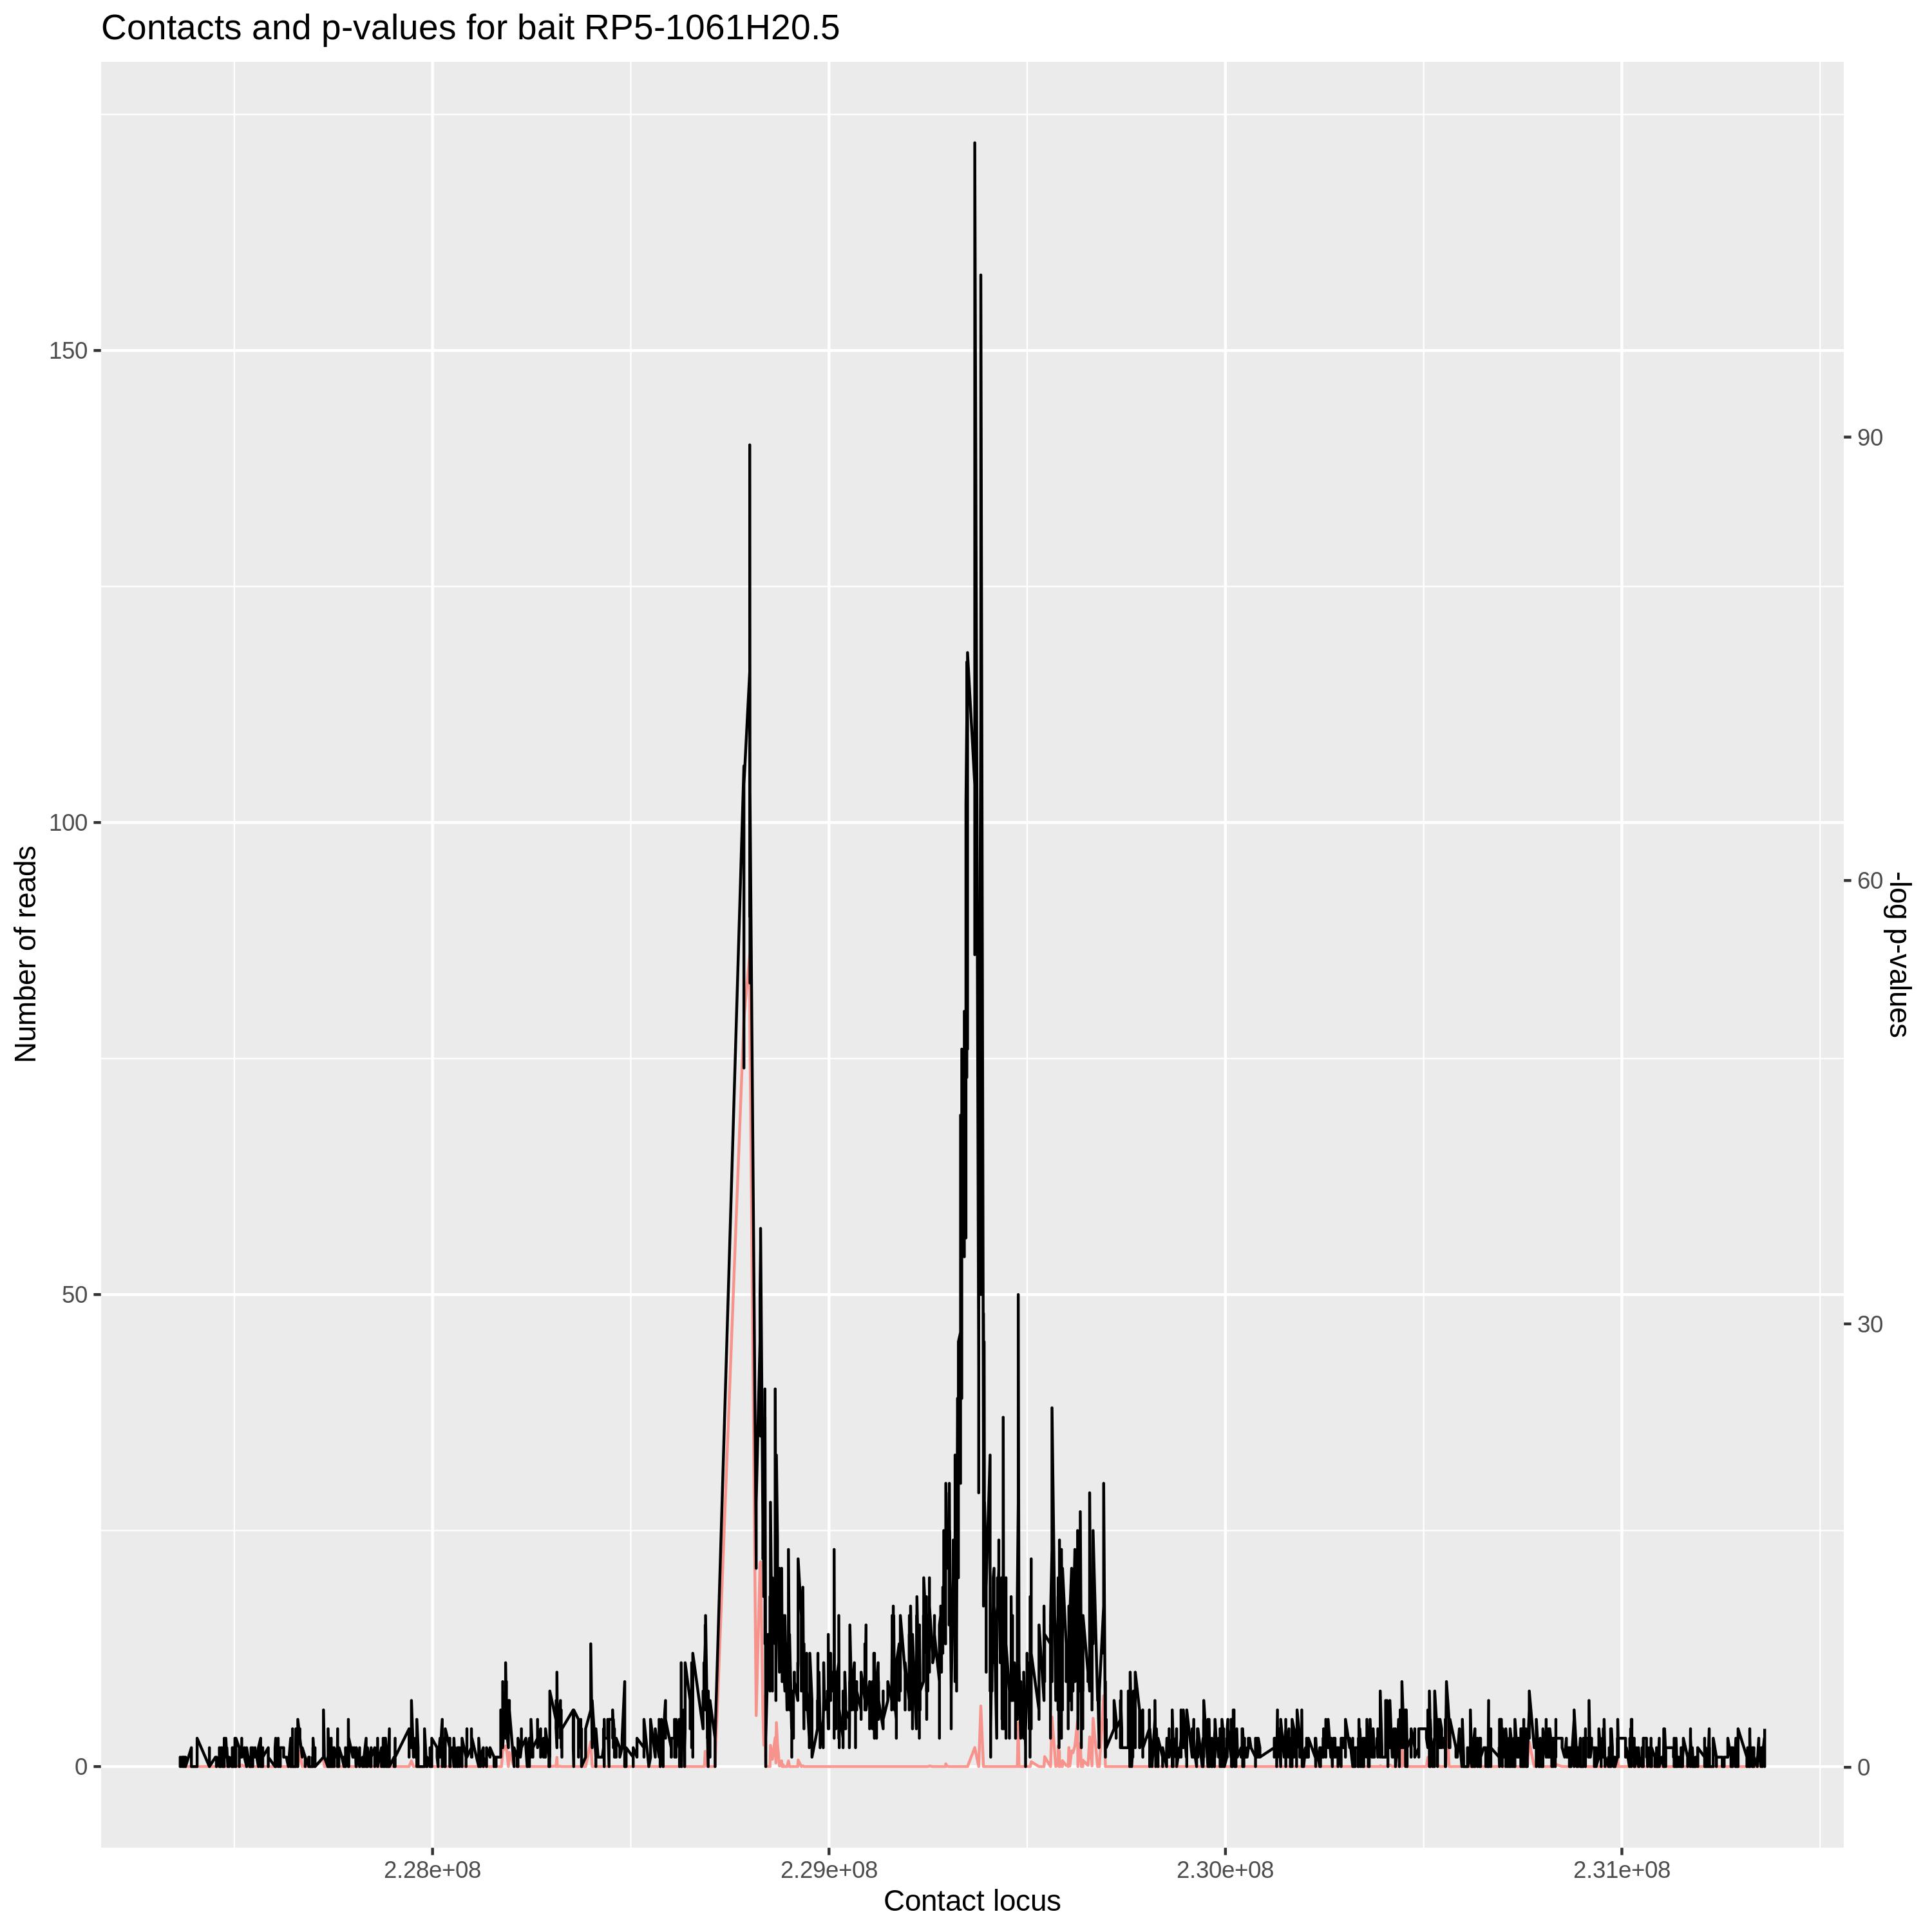 Contacts and p-values for bait RP5-1061H20.5
150
100
50
0
90
60
30
0
Number of reads
-log p-values
2.28e+08
2.29e+08
2.30e+08
2.31e+08
Contact locus